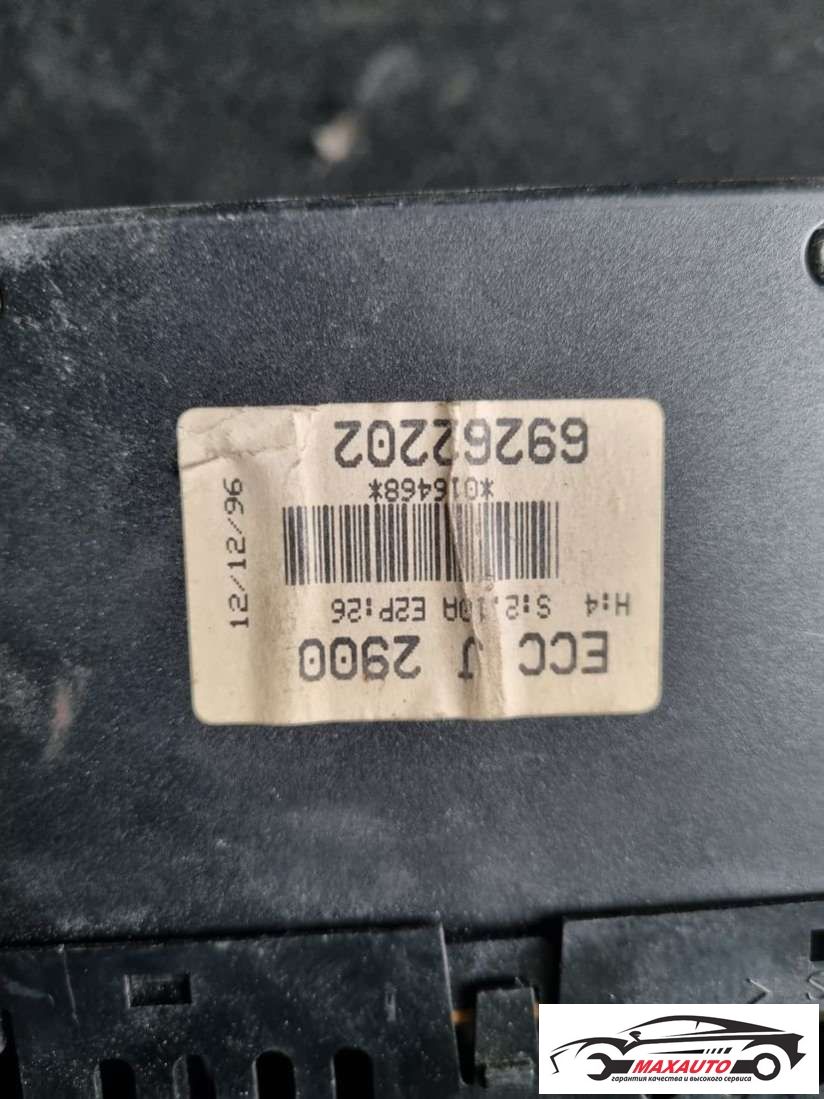 ECC J 2900
H:4 S:2.10A E2P:26
*016468*
69262202
12/12/96
MAXAUTO
гарантия качества и высокого сервиса